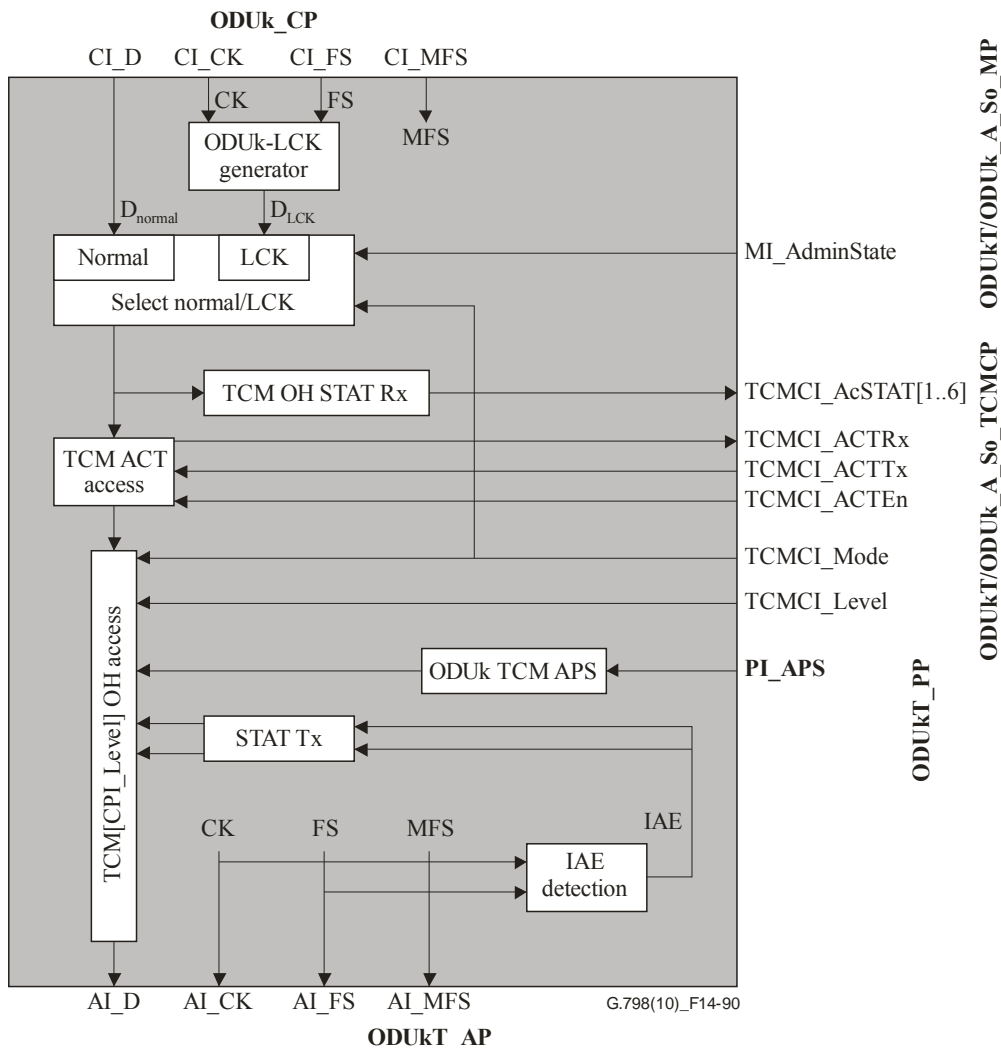 ODUk_CP
CI_D CI_CK CI_FS CI_MFS
CK FS
MFS
ODUk-LCK
generator
D_normal D_LCK
Normal LCK
Select normal/LCK
MI_AdminState
ODUkT/ODUk_A_So_MP
TCM OH STAT Rx
TCMCI_AcSTAT[1..6]
TCM ACT
access
TCMCI_ACTRx
TCMCI_ACTTx
TCMCI_ACTEn
TCMCI_Mode
TCMCI_Level
ODUkT/ODUk_A_So_TCMCP
TCM[CPI_Level] OH access
ODUk TCM APS
PI_APS
ODUkT_PP
STAT Tx
IAE
CK FS MFS
IAE
detection
AI_D AI_CK AI_FS AI_MFS
G.798(10)_F14-90
ODUkT_AP